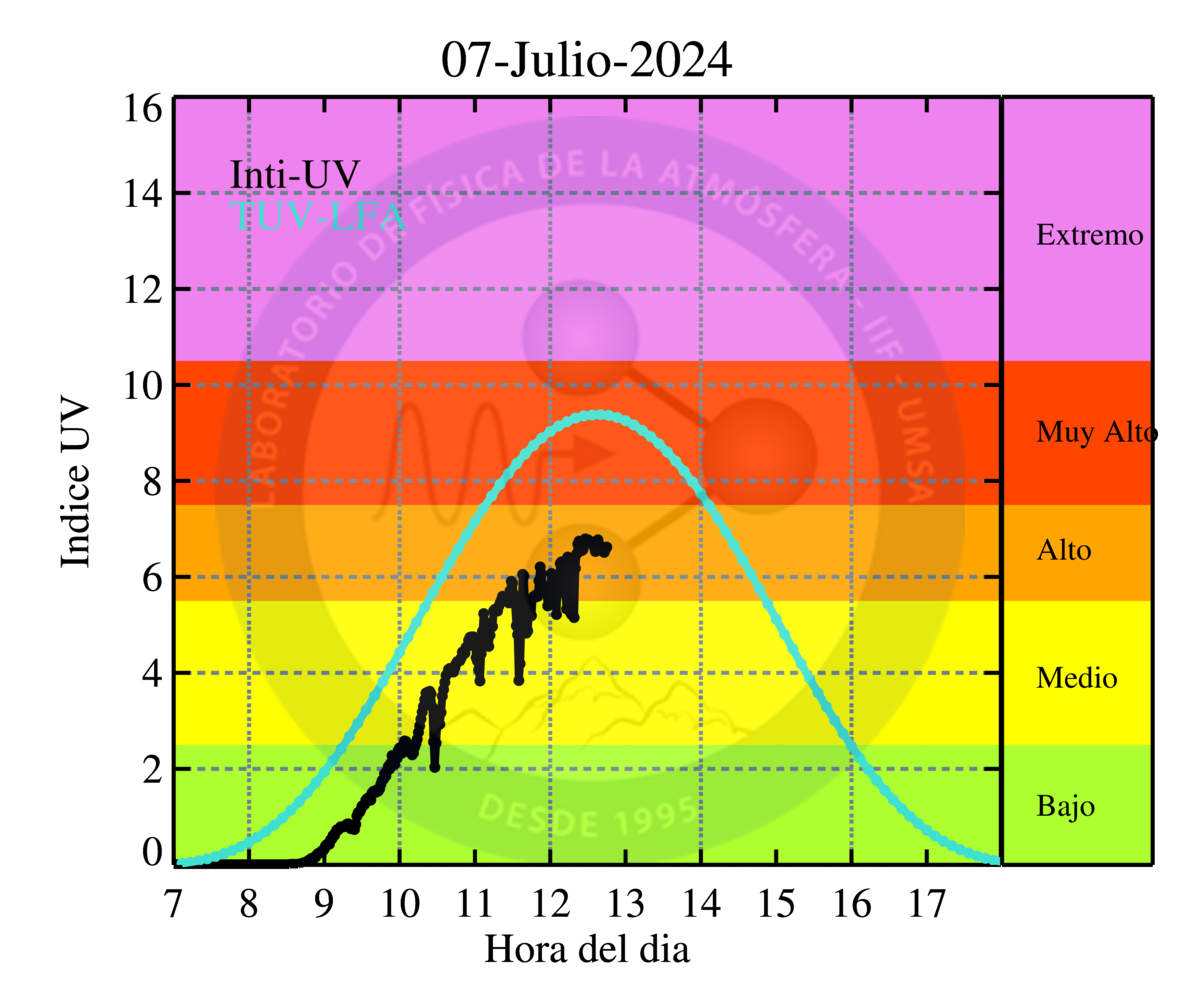 07-Julio-2024
Inti-UV
TUV-LFA
LABORATORIO DE FÍSICA DE LA ATMÓSFERA - IIF - UMSA
DESDE 1995
Indice UV
16
14
12
10
8
6
4
2
0
Extremo
Muy Alto
Alto
Medio
Bajo
7 8 9 10 11 12 13 14 15 16 17
Hora del dia